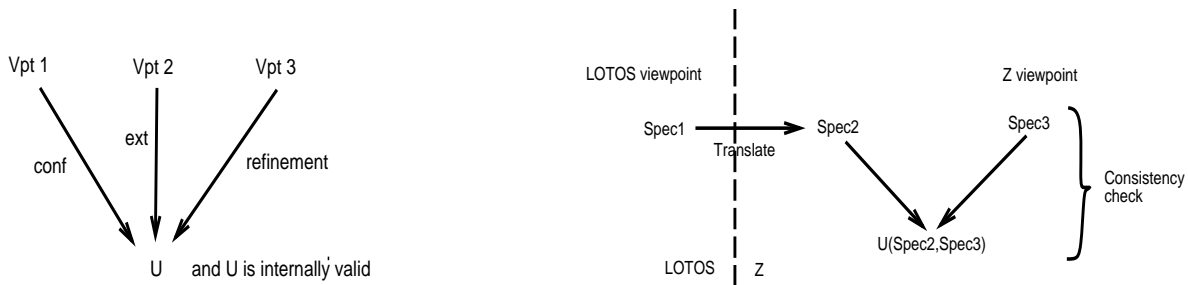 Vpt 1
Vpt 2
Vpt 3
conf
ext
refinement
U
and U is internally valid
LOTOS viewpoint
Z viewpoint
Spec1
Translate
Spec2
Spec3
U(Spec2,Spec3)
Consistency
check
LOTOS
Z